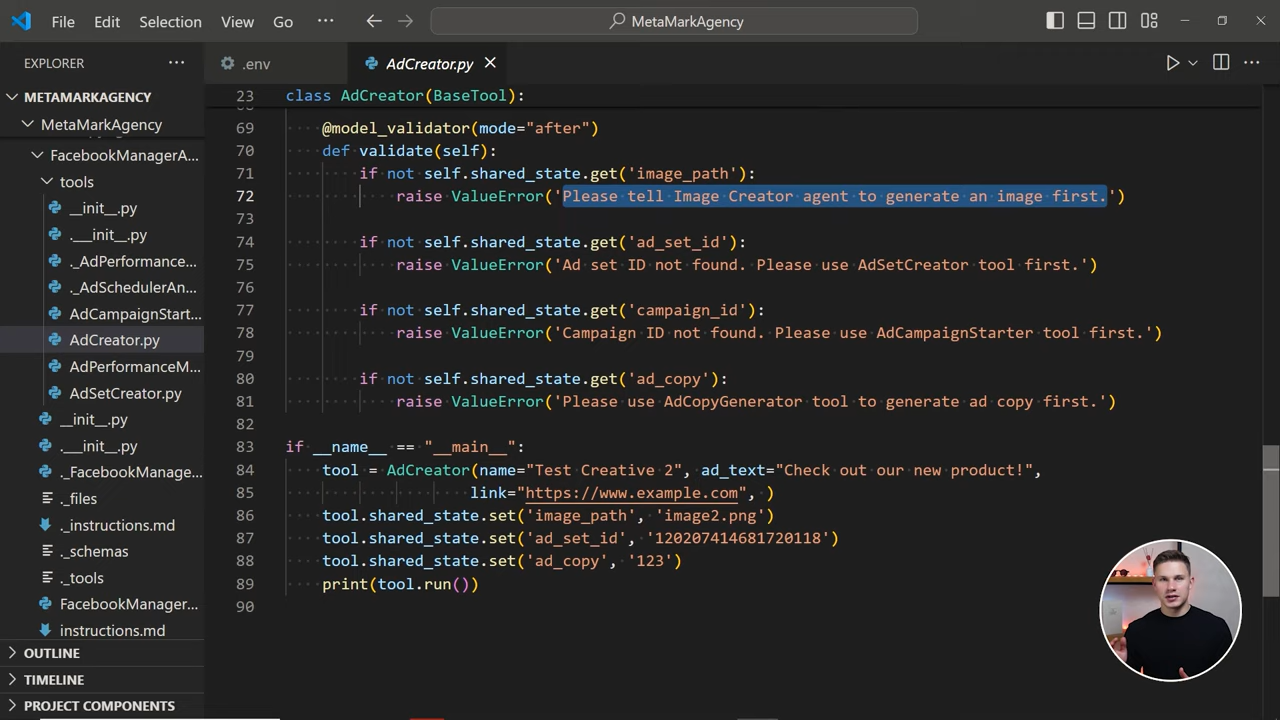 File Edit Selection View Go ··· MetaMarkAgency
EXPLORER ···
.env
AdCreator.py
METAMARKAGENCY
MetaMarkAgency
FacebookManagerA...
tools
__init__.py
.__init__.py
._AdPerformance...
._AdSchedulerAn...
AdCampaignStart...
AdCreator.py
AdPerformanceM...
AdSetCreator.py
__init__.py
.__init__.py
._FacebookManage...
._files
._instructions.md
._schemas
._tools
FacebookManager...
instructions.md
OUTLINE
TIMELINE
PROJECT COMPONENTS
23 class AdCreator(BaseTool):
69 @model_validator(mode="after")
70 def validate(self):
71 if not self.shared_state.get('image_path'):
72 raise ValueError('Please tell Image Creator agent to generate an image first.')
73
74 if not self.shared_state.get('ad_set_id'):
75 raise ValueError('Ad set ID not found. Please use AdSetCreator tool first.')
76
77 if not self.shared_state.get('campaign_id'):
78 raise ValueError('Campaign ID not found. Please use AdCampaignStarter tool first.')
79
80 if not self.shared_state.get('ad_copy'):
81 raise ValueError('Please use AdCopyGenerator tool to generate ad copy first.')
82
83 if __name__ == "__main__":
84 tool = AdCreator(name="Test Creative 2", ad_text="Check out our new product!",
85 link="https://www.example.com", )
86 tool.shared_state.set('image_path', 'image2.png')
87 tool.shared_state.set('ad_set_id', '120207414681720118')
88 tool.shared_state.set('ad_copy', '123')
89 print(tool.run())
90